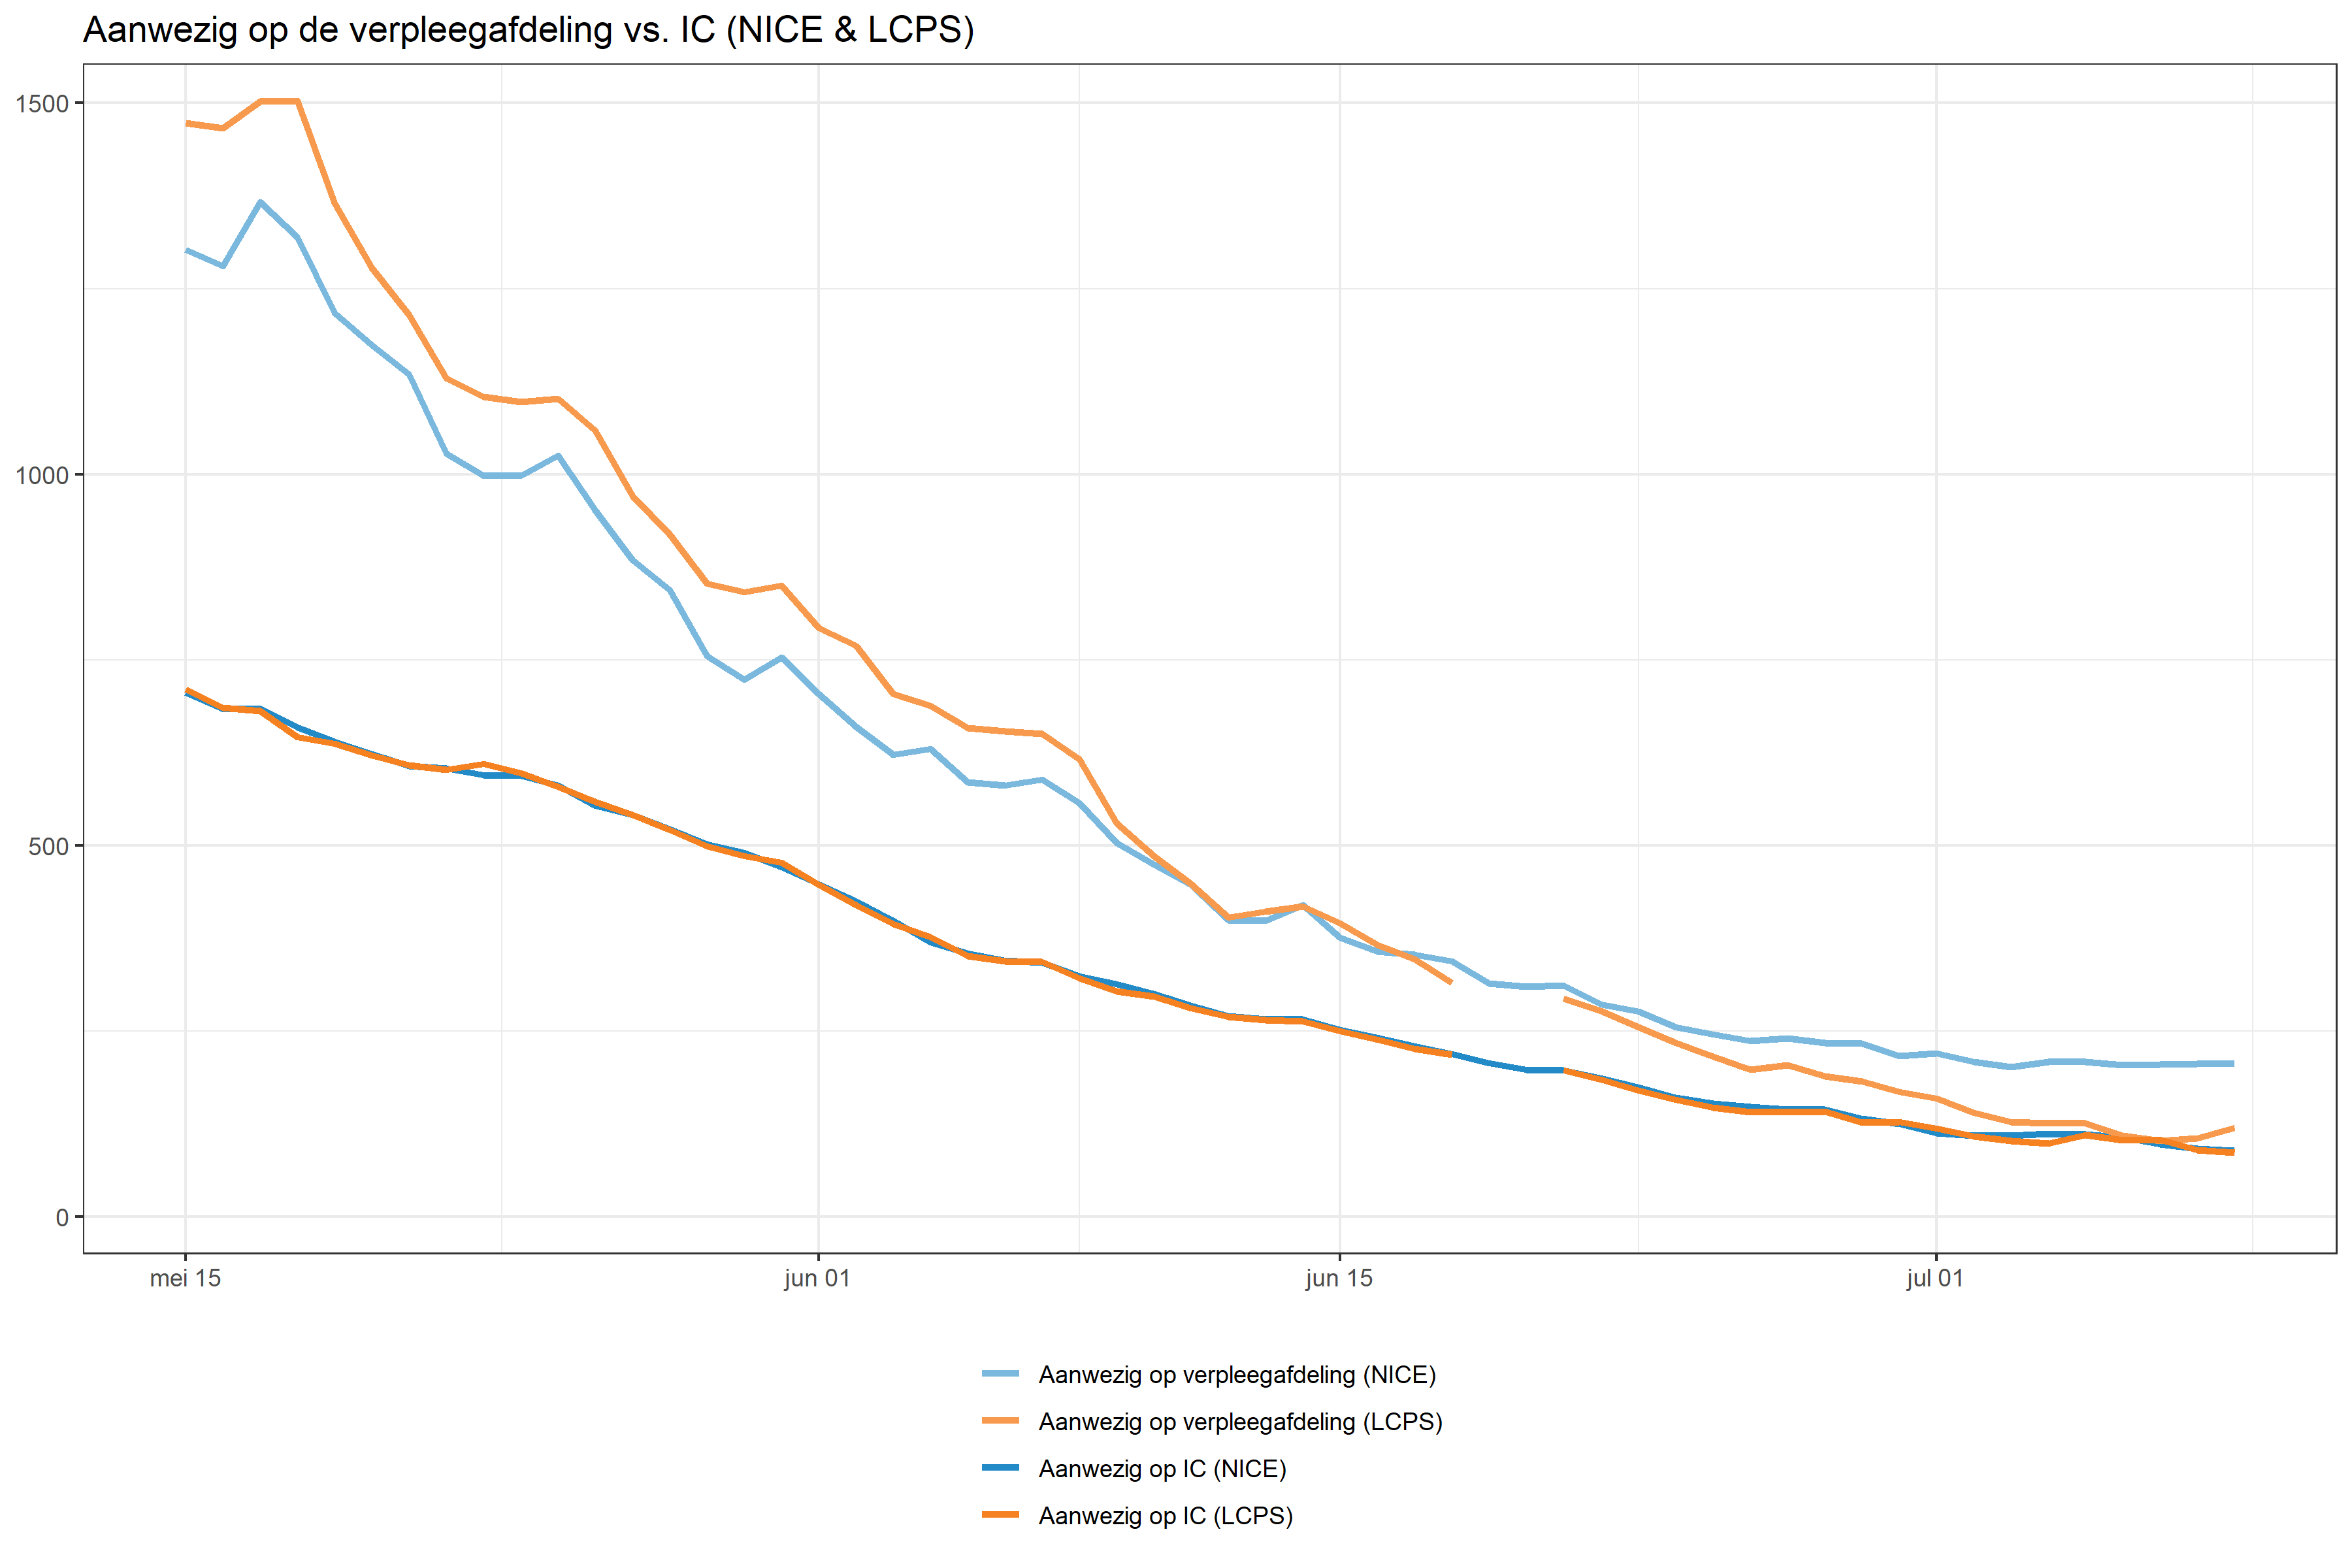 Aanwezig op de verpleegafdeling vs. IC (NICE & LCPS)
1500
1000
500
0
mei 15
jun 01
jun 15
jul 01
Aanwezig op verpleegafdeling (NICE)
Aanwezig op verpleegafdeling (LCPS)
Aanwezig op IC (NICE)
Aanwezig op IC (LCPS)